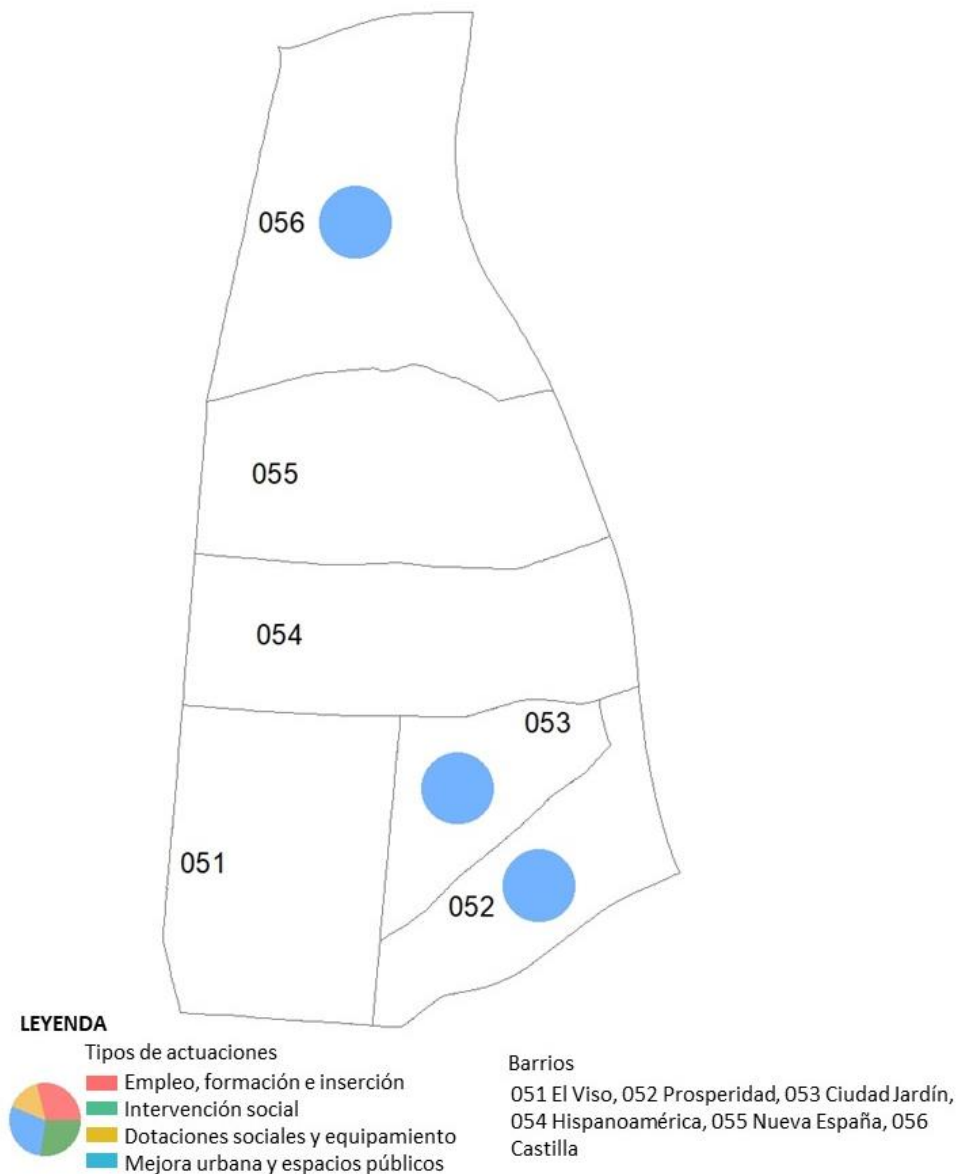 056
055
054
053
051
052
LEYENDA
Tipos de actuaciones
Empleo, formación e inserción
Intervención social
Dotaciones sociales y equipamiento
Mejora urbana y espacios públicos
Barrios
051 El Viso, 052 Prosperidad, 053 Ciudad Jardín,
054 Hispanoamérica, 055 Nueva España, 056
Castilla